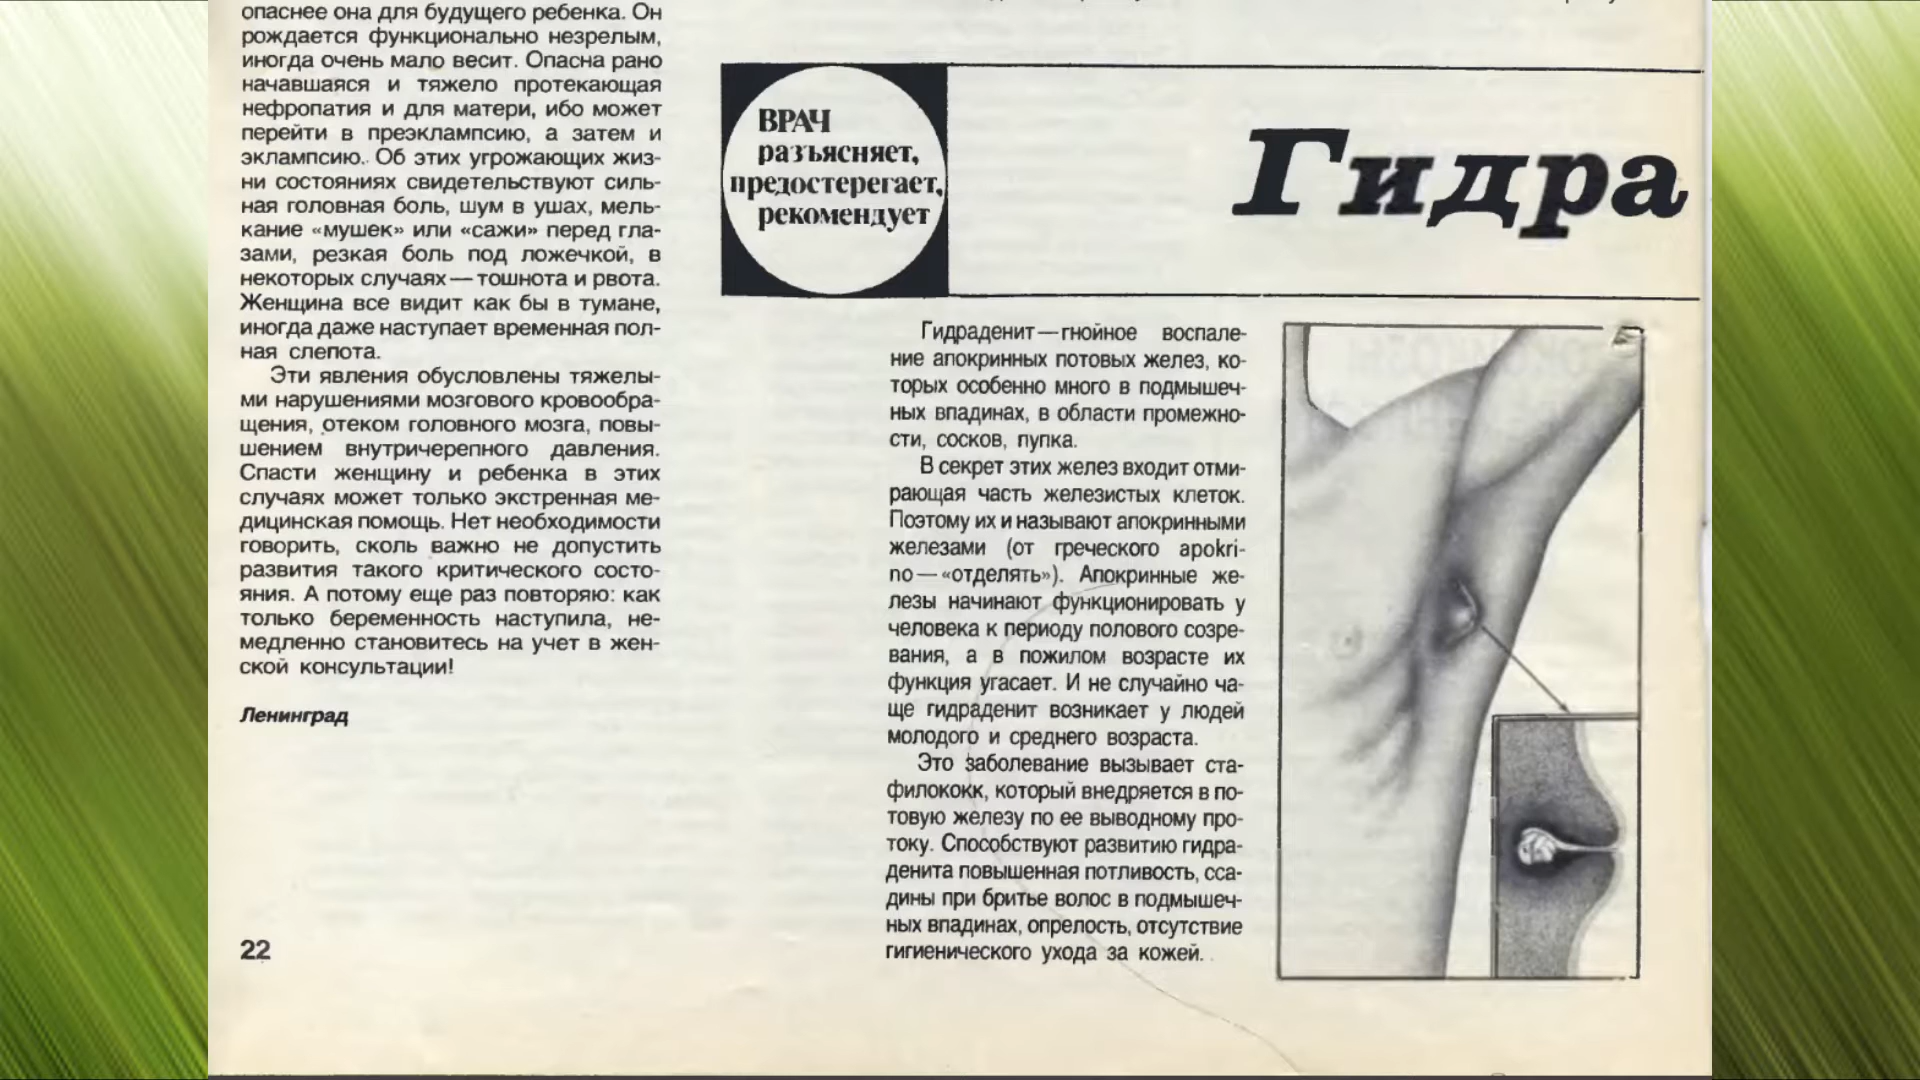 опаснее она для будущего ребенка. Он
рождается функционально незрелым,
иногда очень мало весит. Опасна рано
начавшаяся и тяжело протекающая
нефропатия и для матери, ибо может
перейти в преэклампсию, а затем и
эклампсию. Об этих угрожающих жиз-
ни состояниях свидетельствуют силь-
ная головная боль, шум в ушах, мель-
кание «мушек» или «сажи» перед гла-
зами, резкая боль под ложечкой, в
некоторых случаях — тошнота и рвота.
Женщина все видит как бы в тумане,
иногда даже наступает временная пол-
ная слепота.
Эти явления обусловлены тяжелы-
ми нарушениями мозгового кровообра-
щения, отеком головного мозга, повы-
шением внутричерепного давления.
Спасти женщину и ребенка в этих
случаях может только экстренная ме-
дицинская помощь. Нет необходимости
говорить, сколь важно не допустить
развития такого критического состо-
яния. А потому еще раз повторяю: как
только беременность наступила, не-
медленно становитесь на учет в жен-
ской консультации!
Ленинград
22
ВРАЧ
разъясняет,
предостерегает,
рекомендует
Гидра
Гидраденит — гнойное воспале-
ние апокринных потовых желез, ко-
торых особенно много в подмышеч-
ных впадинах, в области промежно-
сти, сосков, пупка.
В секрет этих желез входит отми-
рающая часть железистых клеток.
Поэтому их и называют апокринными
железами (от греческого apokri-
no — «отделять»). Апокринные же-
лезы начинают функционировать у
человека к периоду полового созре-
вания, а в пожилом возрасте их
функция угасает. И не случайно ча-
ще гидраденит возникает у людей
молодого и среднего возраста.
Это заболевание вызывает ста-
филококк, который внедряется в по-
товую железу по ее выводному про-
току. Способствуют развитию гидра-
денита повышенная потливость, сса-
дины при бритье волос в подмышеч-
ных впадинах, опрелость, отсутствие
гигиенического ухода за кожей.